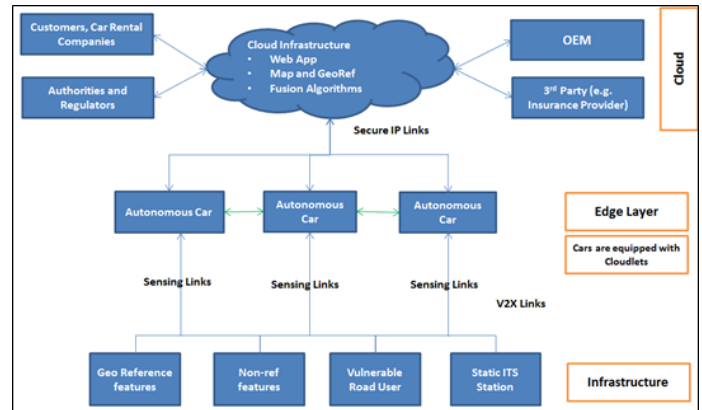 Customers, Car Rental
Companies
Authorities and
Regulators
Cloud Infrastructure
• Web App
• Map and GeoRef
• Fusion Algorithms
OEM
3rd Party (e.g.
Insurance Provider)
Cloud
Secure IP Links
Autonomous Car
Autonomous
Car
Autonomous
Car
Edge Layer
Cars are equipped with
Cloudlets
Sensing Links
Sensing Links
Sensing Links
V2X Links
Geo Reference
features
Non-ref
features
Vulnerable
Road User
Static ITS
Station
Infrastructure